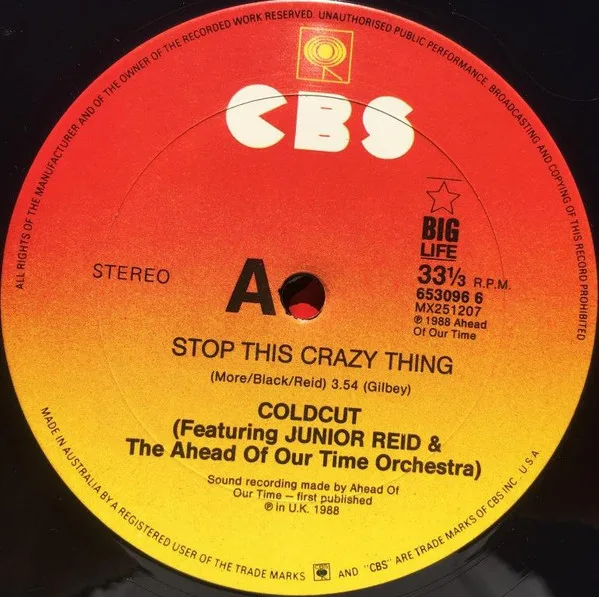 ALL RIGHTS OF THE MANUFACTURER AND OF THE OWNER OF THE RECORDED WORK RESERVED. UNAUTHORISED PUBLIC PERFORMANCE, BROADCASTING AND COPYING OF THIS RECORD PROHIBITED
CBS
BIG
LIFE
STEREO
A
33⅓ R.P.M.
653096 6
MX251207
℗ 1988 Ahead
Of Our Time
STOP THIS CRAZY THING
(More/Black/Reid) 3.54 (Gilbey)
COLDCUT
(Featuring JUNIOR REID &
The Ahead Of Our Time Orchestra)
Sound recording made by Ahead Of
Our Time — first published
℗ in U.K. 1988
MADE IN AUSTRALIA BY A REGISTERED USER OF THE TRADE MARKS AND "CBS" ARE TRADE MARKS OF CBS INC. U.S.A